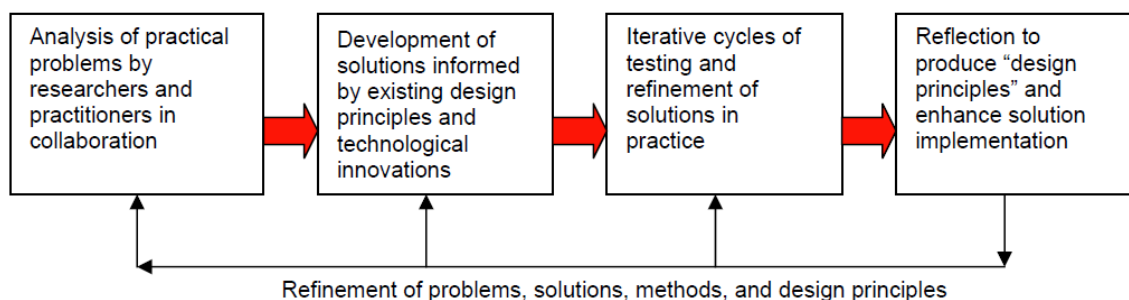 Analysis of practical
problems by
researchers and
practitioners in
collaboration
Development of
solutions informed
by existing design
principles and
technological
innovations
Iterative cycles of
testing and
refinement of
solutions in
practice
Reflection to
produce “design
principles” and
enhance solution
implementation
Refinement of problems, solutions, methods, and design principles